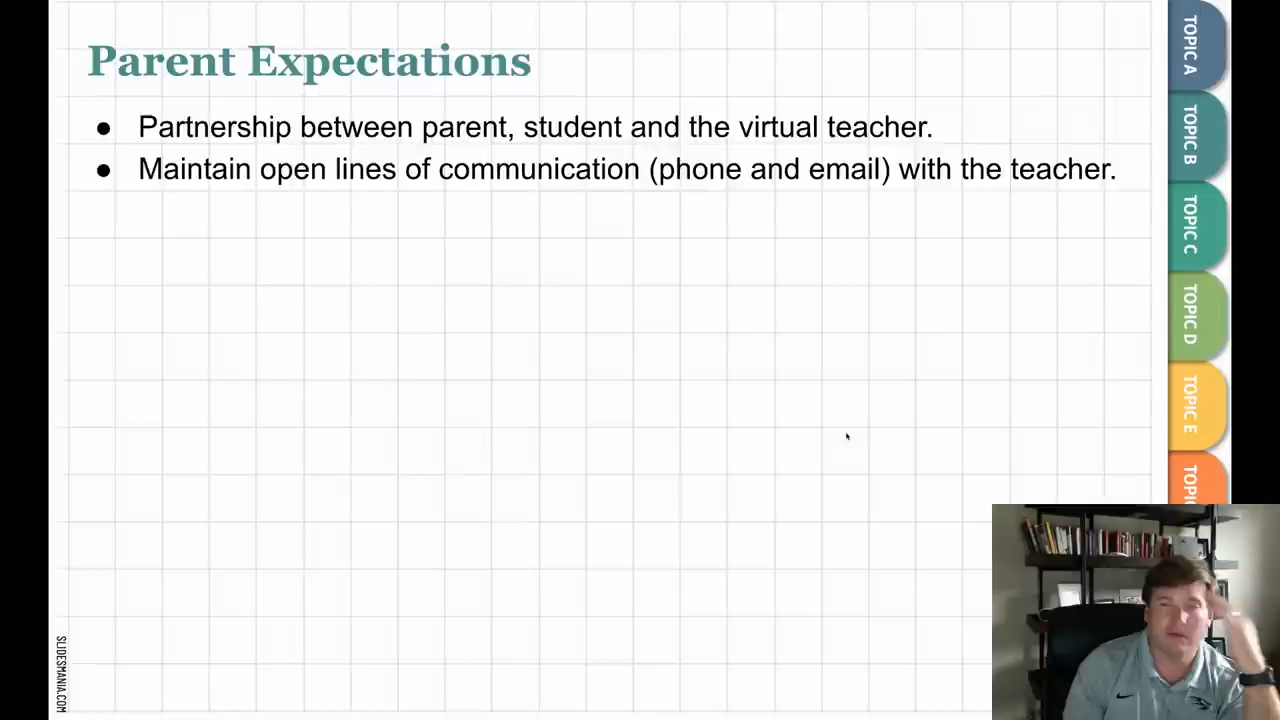 Parent Expectations
● Partnership between parent, student and the virtual teacher.
● Maintain open lines of communication (phone and email) with the teacher.
TOPIC A
TOPIC B
TOPIC C
TOPIC D
TOPIC E
TOPIC
SLIDESMANIA.COM